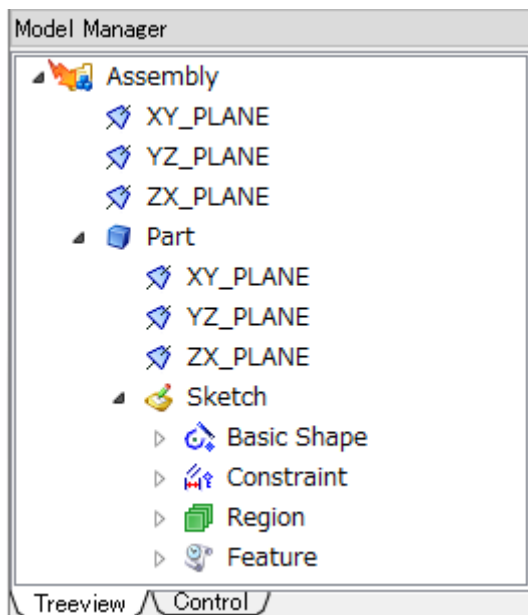 Model Manager
Assembly
XY_PLANE
YZ_PLANE
ZX_PLANE
Part
XY_PLANE
YZ_PLANE
ZX_PLANE
Sketch
Basic Shape
Constraint
Region
Feature
Treeview Control